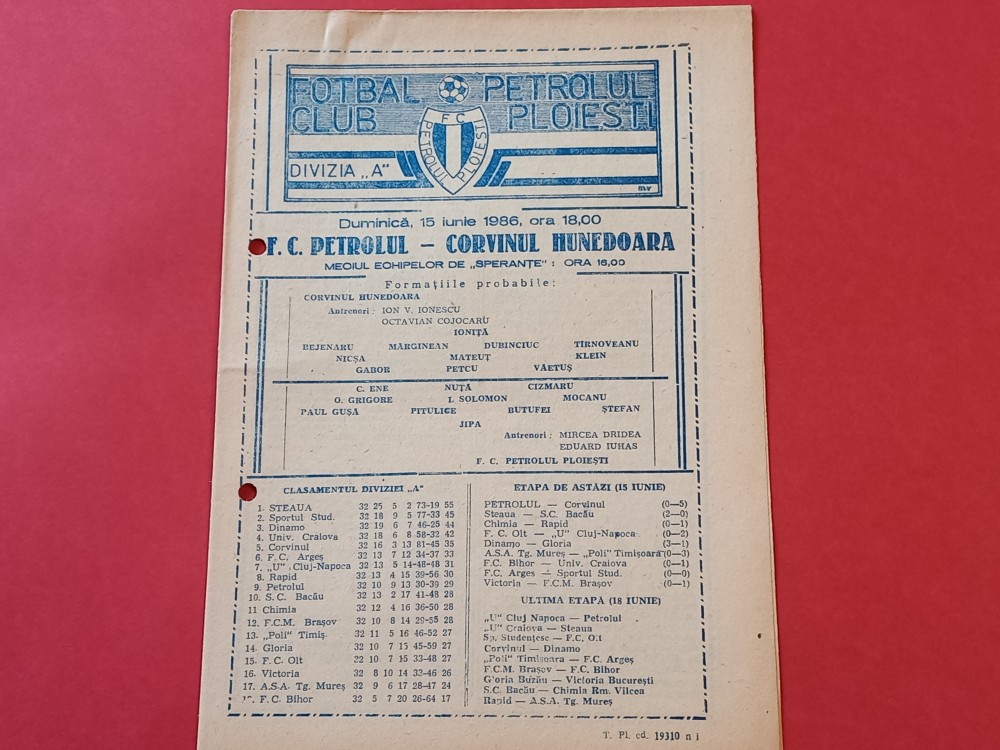 FOTBAL CLUB
PETROLUL PLOIESTI
F C
PETROLUL PLOIESTI
DIVIZIA „A"
mv
Duminică, 15 iunie 1986, ora 18,00
F. C. PETROLUL — CORVINUL HUNEDOARA
MECIUL ECHIPELOR DE „SPERANȚE" : ORA 16,00
Formațiile probabile:
CORVINUL HUNEDOARA
Antrenori : ION V. IONESCU
OCTAVIAN COJOCARU
IONIȚĂ
BEJENARU MĂRGINEAN DUBINCIUC TÎRNOVEANU
NICȘA MATEUȚ KLEIN
GABOR PETCU VĂETUȘ
C. ENE NUȚĂ CIZMARU
O. GRIGORE I. SOLOMON MOCANU
PAUL GUȘĂ PITULICE BUTUFEI ȘTEFAN
JIPA
Antrenori : MIRCEA DRIDEA
EDUARD IUHAS
F. C. PETROLUL PLOIEȘTI
CLASAMENTUL DIVIZIEI „A"
1. STEAUA 32 25 5 2 73-19 55
2. Sportul Stud. 32 18 9 5 77-33 45
3. Dinamo 32 19 6 7 46-25 44
4. Univ. Craiova 32 18 6 8 58-32 42
5. Corvinul 32 16 3 13 81-45 35
6. F. C. Argeș 32 13 7 12 34-37 33
7. „U" Cluj-Napoca 32 13 5 14-48-48 31
8. Rapid 32 13 4 15 39-56 30
9. Petrolul 32 10 9 13 30-39 29
10. S. C. Bacău 32 13 2 17 41-48 28
11 Chimia 32 12 4 16 36-50 28
12. F.C.M. Brașov 32 10 8 14 29-55 28
13. „Poli" Timiș. 32 11 5 16 46-52 27
14. Gloria 32 10 7 15 45-59 27
15. F. C. Olt 22 10 7 15 33-48 27
16. Victoria 32 8 10 14 32-46 26
17. A.S.A. Tg. Mureș 32 9 6 17 28-47 24
F. C. Bihor 32 5 7 20 26-64 17
ETAPA DE ASTĂZI (15 IUNIE)
PETROLUL — Corvinul (0—5)
Steaua — S.C. Bacău (2—0)
Chimia — Rapid (0—1)
F. C. Olt — „U" Cluj-Napoca (0—2)
Dinamo — Gloria (3—1)
A.S.A. Tg. Mureș — „Poli" Timișoara (0—3)
F.C. Bihor — Univ. Craiova (0—1)
F.C. Argeș — Sportul Stud. (0—0)
Victoria — F.C.M. Brașov (0—1)
ULTIMA ETAPĂ (18 IUNIE)
„U" Cluj Napoca — Petrolul
„U" Craiova — Steaua
Sp. Studențesc — F.C. Olt
Corvinul — Dinamo
„Poli" Timișoara — F.C. Argeș
F.C.M. Brașov — F.C. Bihor
Gloria Buzău — Victoria București
S.C. Bacău — Chimia Rm. Vîlcea
Rapid — A.S.A. Tg. Mureș
T. Pl. cd. 19310 n i